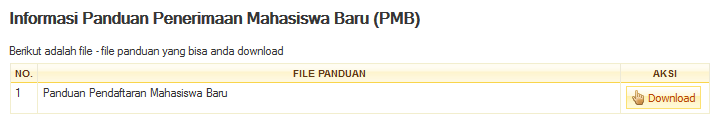 Informasi Panduan Penerimaan Mahasiswa Baru (PMB)
Berikut adalah file - file panduan yang bisa anda download
NO. FILE PANDUAN AKSI
1 Panduan Pendaftaran Mahasiswa Baru Download